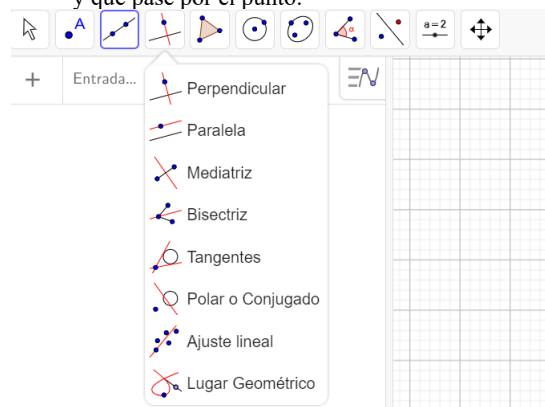 y que pase por el punto.
A
α
a=2
+ Entrada...
Perpendicular
Paralela
Mediatriz
Bisectriz
Tangentes
Polar o Conjugado
Ajuste lineal
Lugar Geométrico